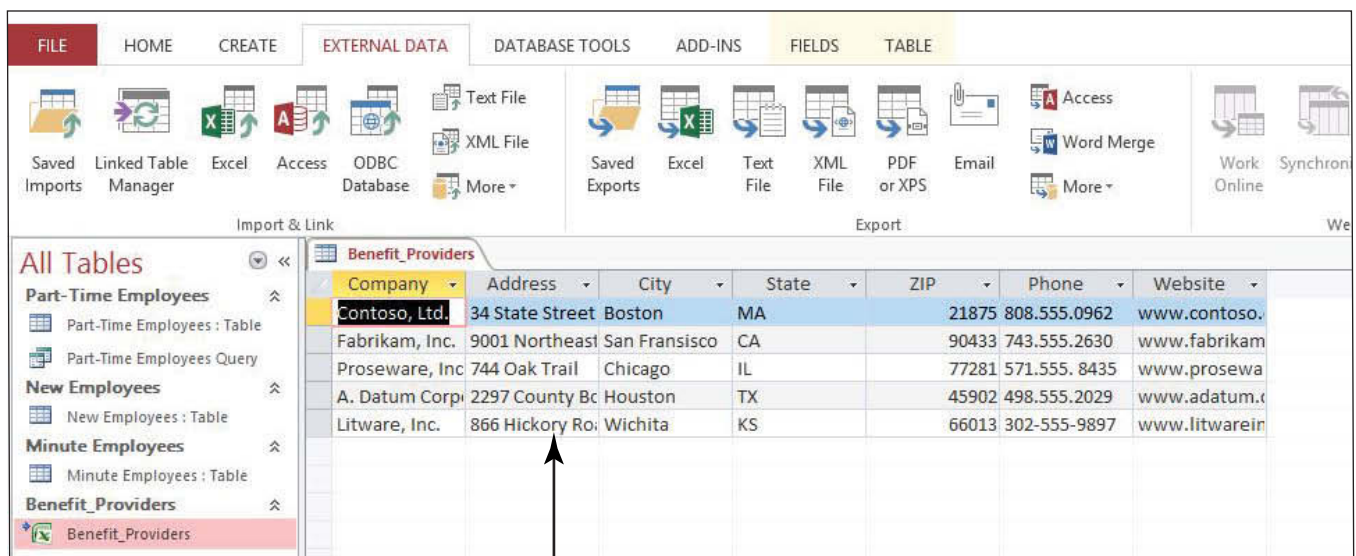 FILE HOME CREATE EXTERNAL DATA DATABASE TOOLS ADD-INS FIELDS TABLE
Saved Imports
Linked Table Manager
Excel
Access
ODBC Database
Text File
XML File
More
Saved Exports
Excel
Text File
XML File
PDF or XPS
Email
Access
Word Merge
More
Work Online
Synchroni
Import & Link Export We
All Tables
Part-Time Employees
Part-Time Employees : Table
Part-Time Employees Query
New Employees
New Employees : Table
Minute Employees
Minute Employees : Table
Benefit_Providers
Benefit_Providers
Benefit_Providers
Company Address City State ZIP Phone Website
Contoso, Ltd. 34 State Street Boston MA 21875 808.555.0962 www.contoso.
Fabrikam, Inc. 9001 Northeast San Fransisco CA 90433 743.555.2630 www.fabrikam
Proseware, Inc 744 Oak Trail Chicago IL 77281 571.555. 8435 www.prosewa
A. Datum Corp 2297 County Bo Houston TX 45902 498.555.2029 www.adatum.
Litware, Inc. 866 Hickory Roa Wichita KS 66013 302-555-9897 www.litwarein